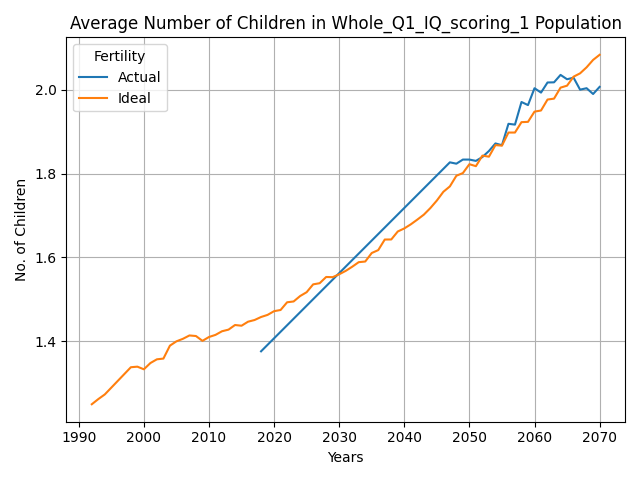 Average Number of Children in Whole_Q1_IQ_scoring_1 Population
Fertility
Actual
Ideal
No. of Children
2.0
1.8
1.6
1.4
1990 2000 2010 2020 2030 2040 2050 2060 2070
Years